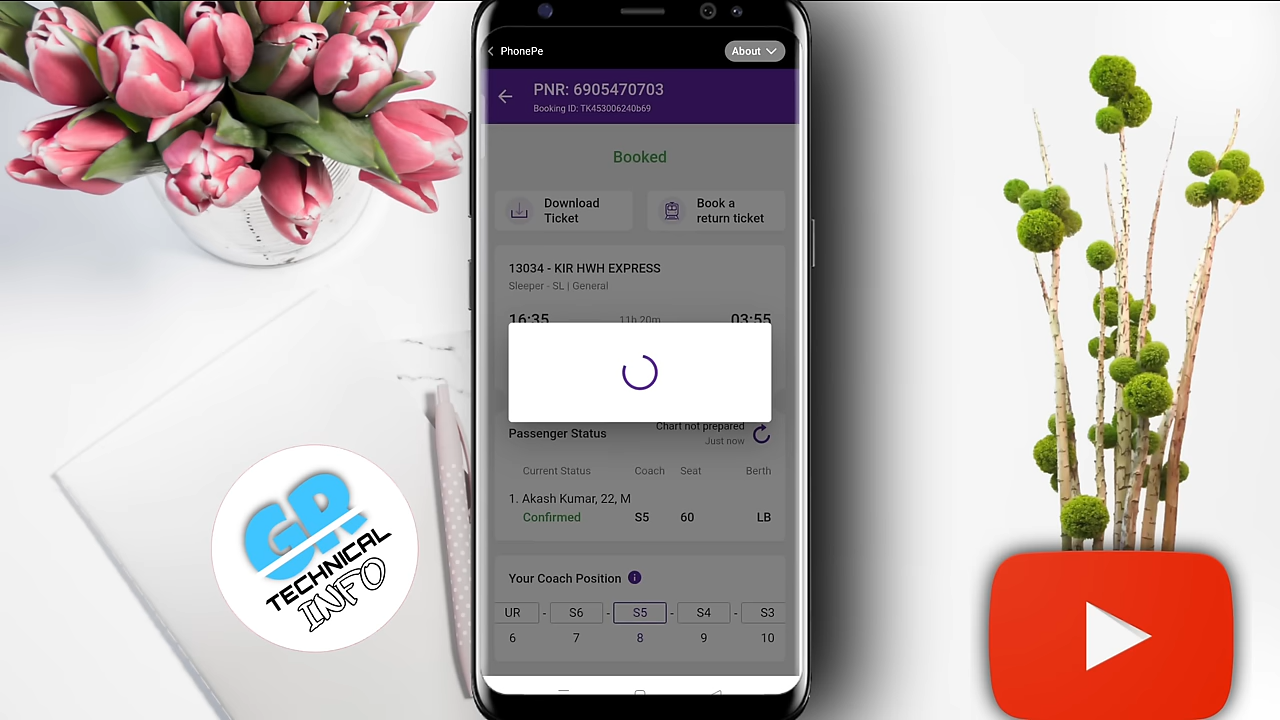 PhonePe
About
PNR: 6905470703
Booking ID: TK453006240b69
Booked
Download
Ticket
Book a
return ticket
13034 - KIR HWH EXPRESS
Sleeper - SL | General
16:35
11h 20m
03:55
Passenger Status
Chart not prepared
Just now
Current Status Coach Seat Berth
1. Akash Kumar, 22, M
Confirmed S5 60 LB
Your Coach Position
UR - S6 - S5 - S4 - S3
6 7 8 9 10
GR
TECHNICAL
INFO